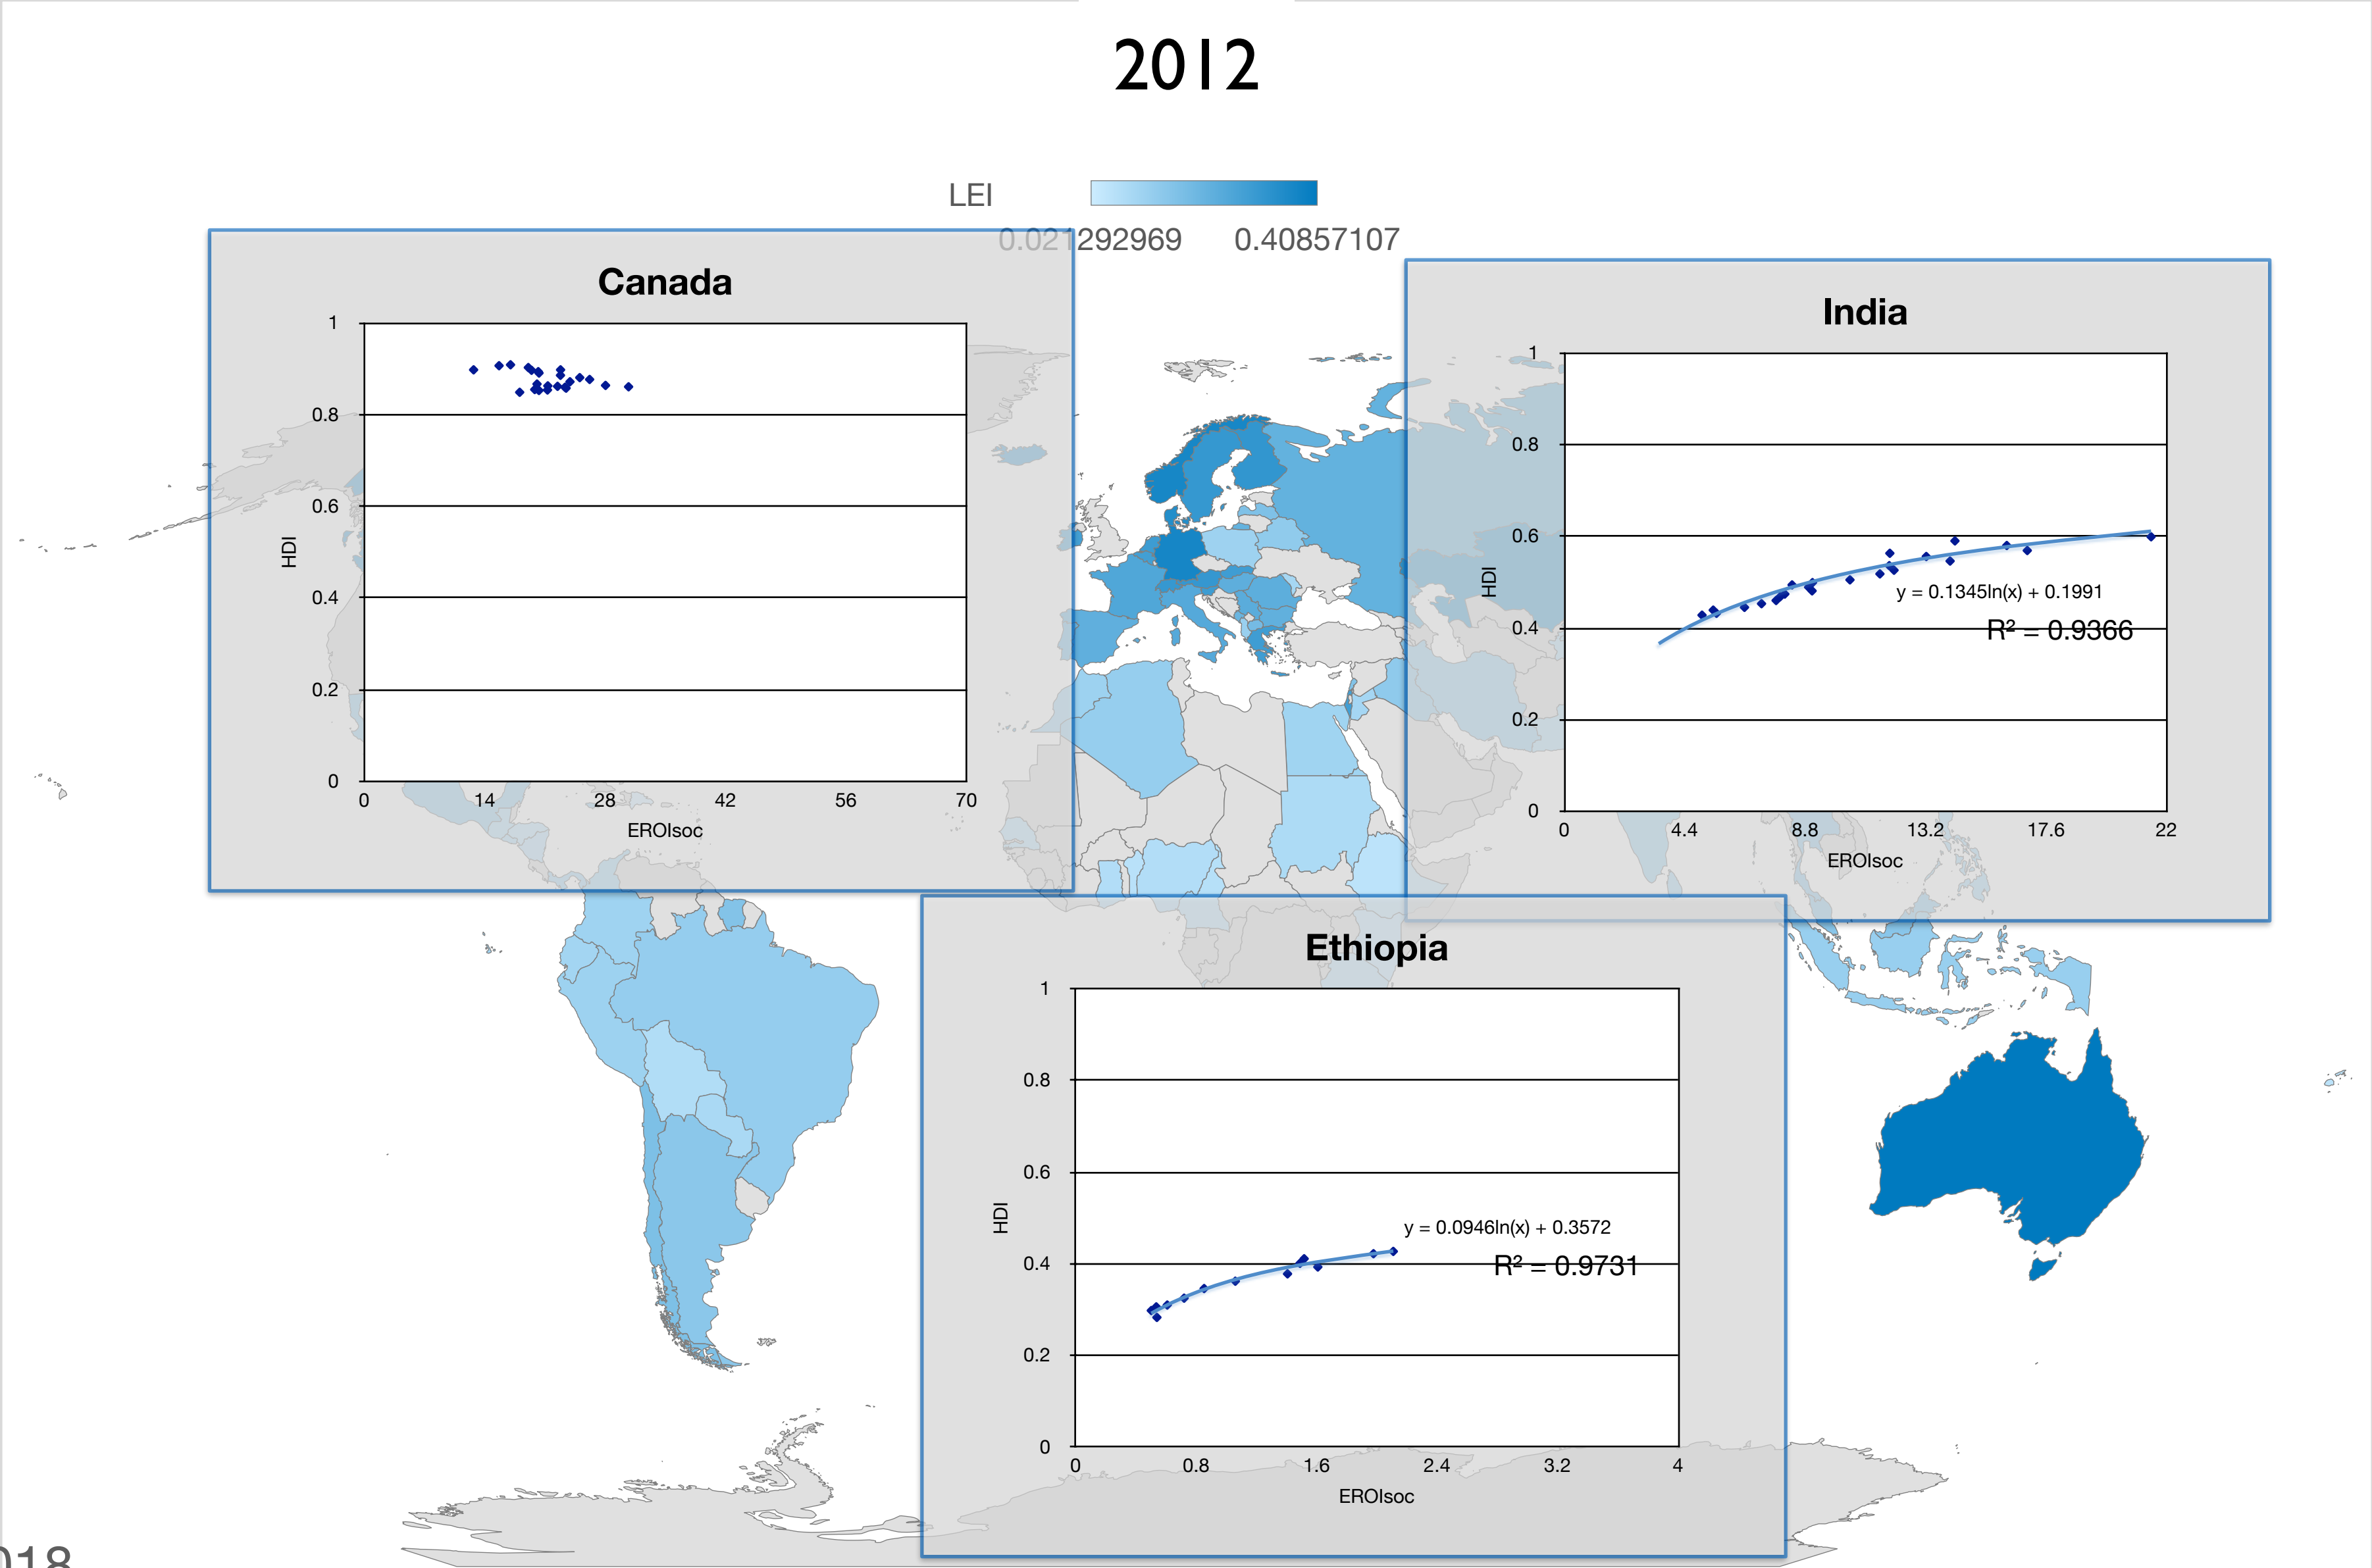 2012
LEI
0.021292969 0.40857107
Canada
1
0.8
0.6
0.4
0.2
0
HDI
0 14 28 42 56 70
EROIsoc
India
1
0.8
0.6
0.4
0.2
0
HDI
y = 0.1345ln(x) + 0.1991
R² = 0.9366
0 4.4 8.8 13.2 17.6 22
EROIsoc
Ethiopia
1
0.8
0.6
0.4
0.2
0
HDI
y = 0.0946ln(x) + 0.3572
R² = 0.9731
0 0.8 1.6 2.4 3.2 4
EROIsoc
018